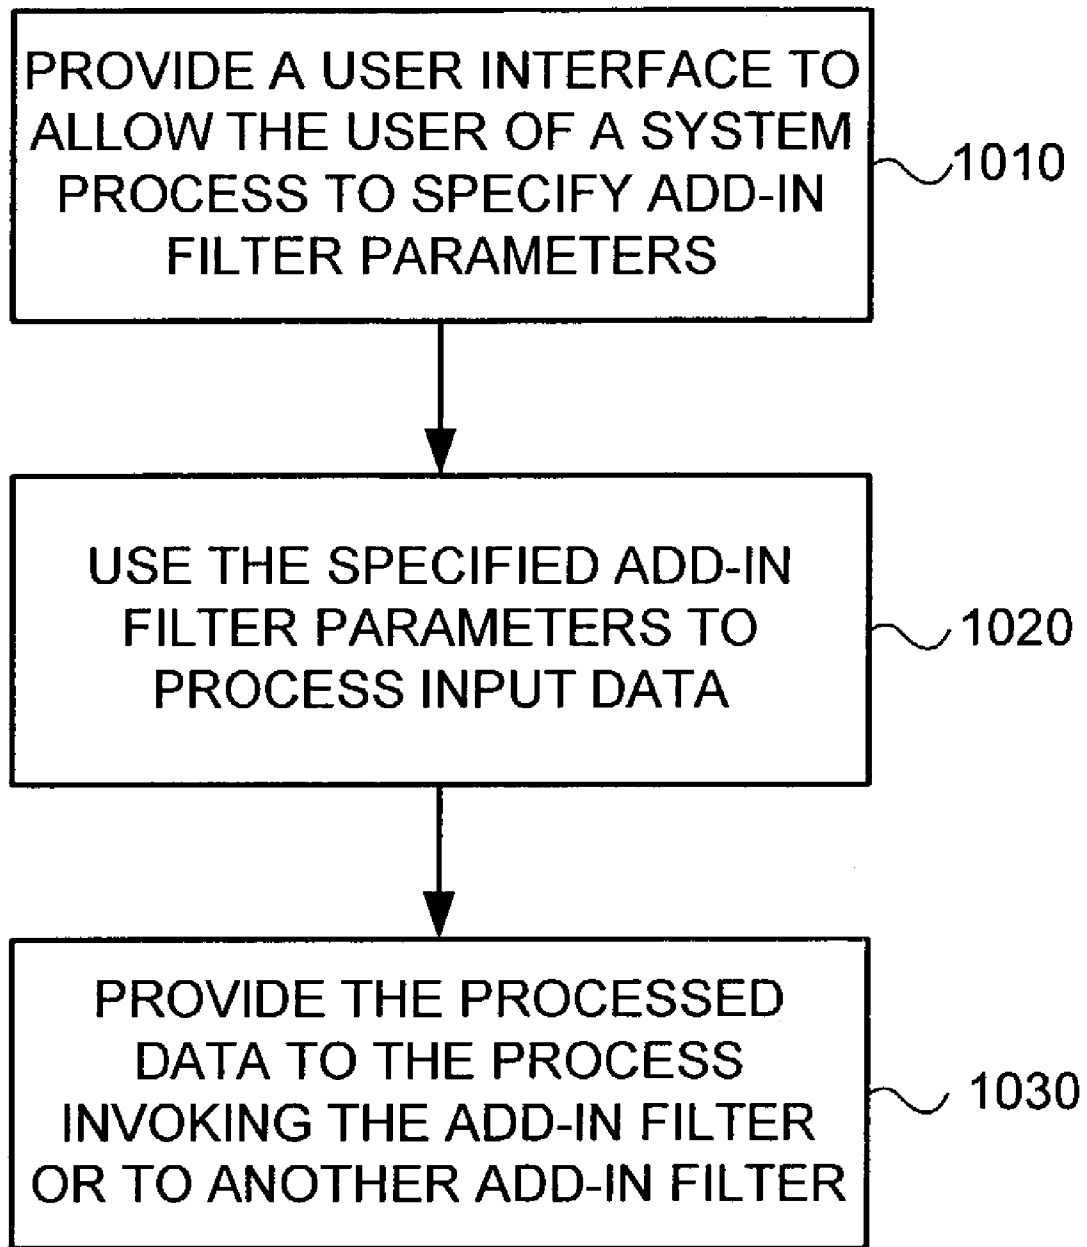 PROVIDE A USER INTERFACE TO
ALLOW THE USER OF A SYSTEM
PROCESS TO SPECIFY ADD-IN
FILTER PARAMETERS
1010
USE THE SPECIFIED ADD-IN
FILTER PARAMETERS TO
PROCESS INPUT DATA
1020
PROVIDE THE PROCESSED
DATA TO THE PROCESS
INVOKING THE ADD-IN FILTER
OR TO ANOTHER ADD-IN FILTER
1030